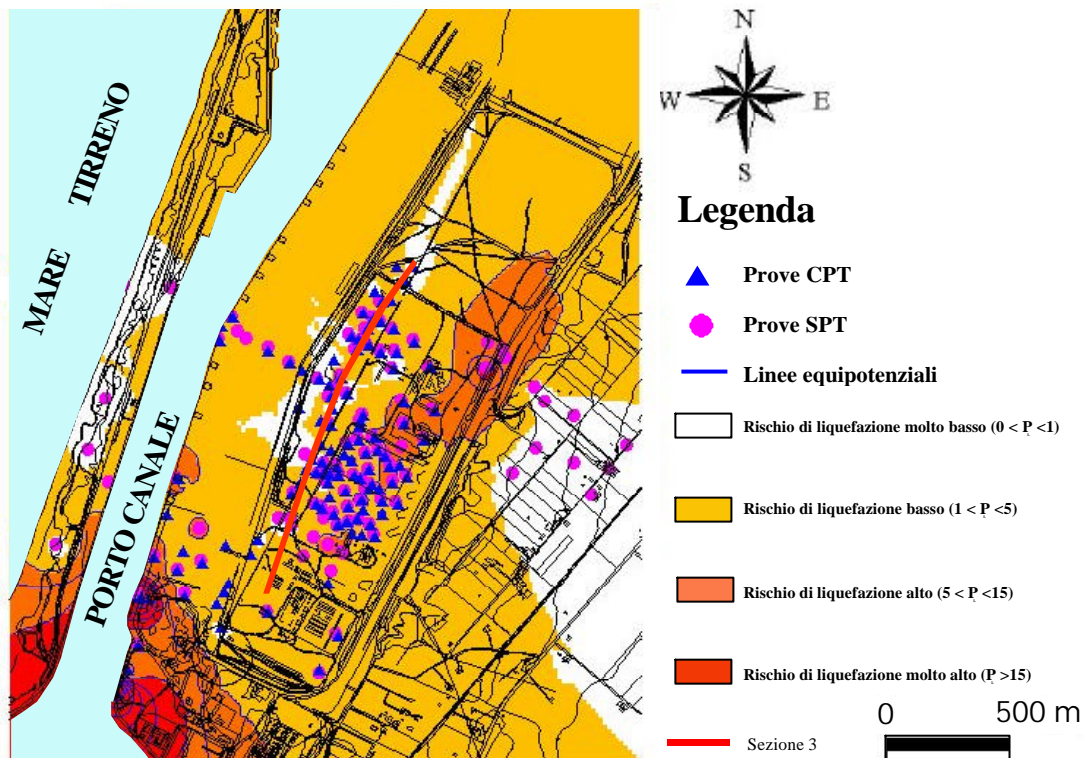 MARE TIRRENO
PORTO CANALE
N
W E
S
Legenda
Prove CPT
Prove SPT
Linee equipotenziali
Rischio di liquefazione molto basso (0 < P <1)
Rischio di liquefazione basso (1 < P <5)
Rischio di liquefazione alto (5 < P <15)
Rischio di liquefazione molto alto (P >15)
Sezione 3
0 500 m